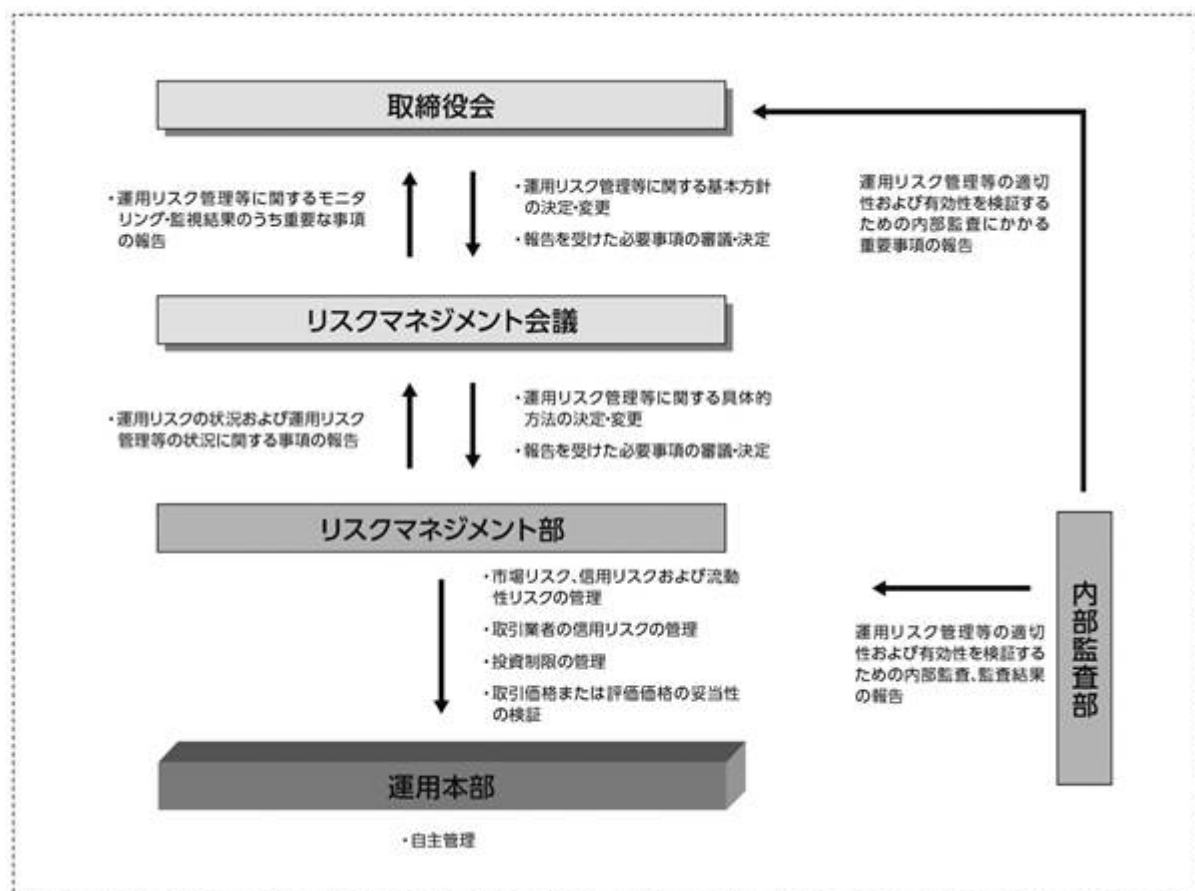 取締役会
・運用リスク管理等に関するモニタ
リング・監視結果のうち重要な事項
の報告
・運用リスク管理等に関する基本方針
の決定・変更
・報告を受けた必要事項の審議・決定
運用リスク管理等の適切
性および有効性を検証する
ための内部監査にかかる
重要事項の報告
リスクマネジメント会議
・運用リスクの状況および運用リスク
管理等の状況に関する事項の報告
・運用リスク管理等に関する具体的
方法の決定・変更
・報告を受けた必要事項の審議・決定
リスクマネジメント部
・市場リスク、信用リスクおよび流動
性リスクの管理
・取引業者の信用リスクの管理
・投資制限の管理
・取引価格または評価価格の妥当性
の検証
運用リスク管理等の適切
性および有効性を検証する
ための内部監査、監査結果
の報告
内部監査部
運用本部
・自主管理